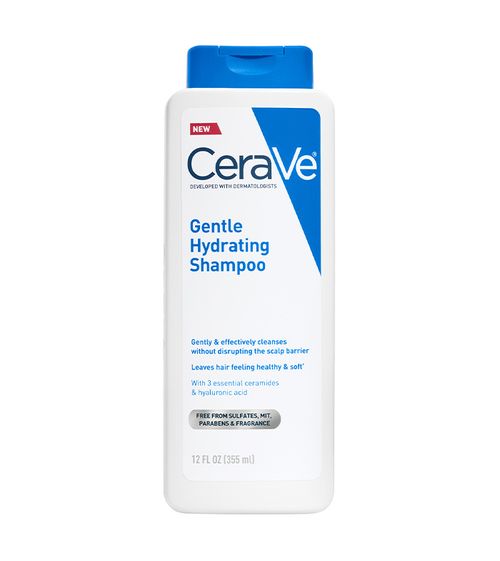 NEW
CeraVe®
DEVELOPED WITH DERMATOLOGISTS
Gentle
Hydrating
Shampoo
Gently & effectively cleanses
without disrupting the scalp barrier
Leaves hair feeling healthy & soft*
With 3 essential ceramides
& hyaluronic acid
FREE FROM SULFATES, MIT,
PARABENS & FRAGRANCE
12 FL OZ (355 ml)